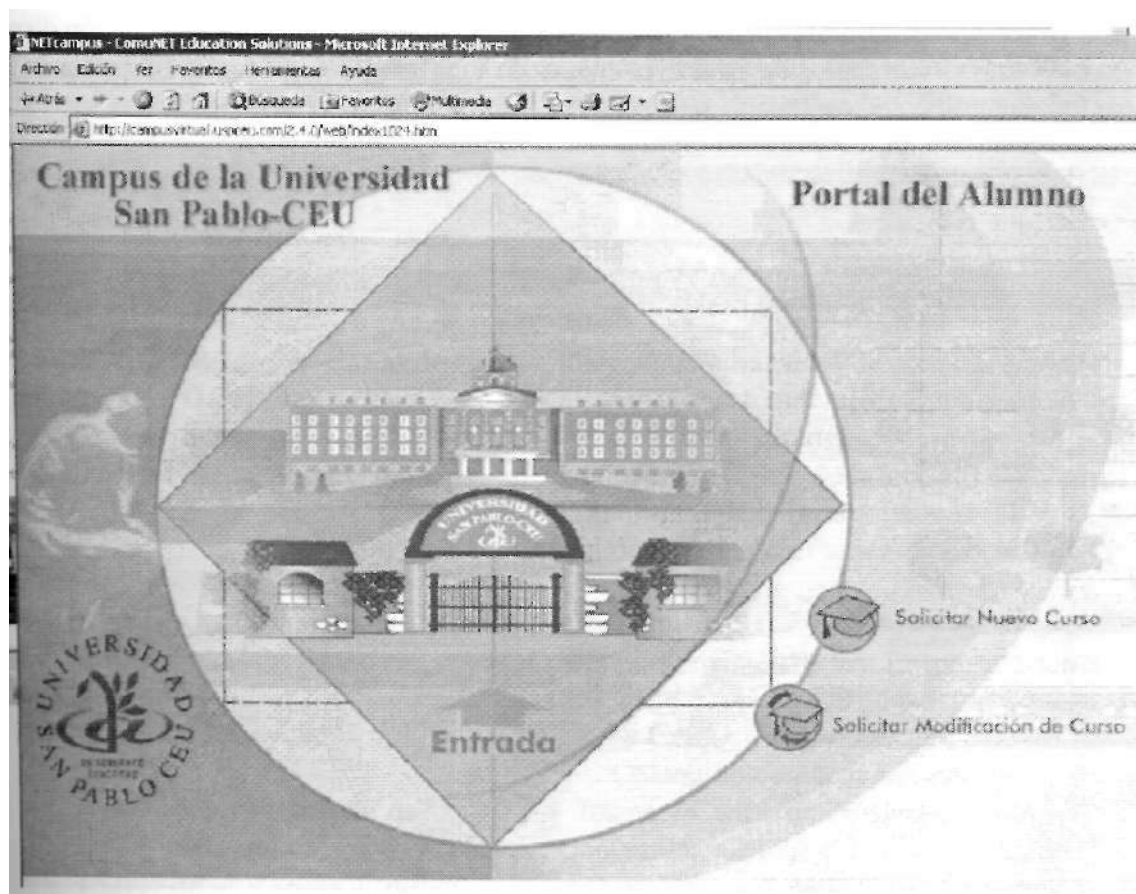 NETcampus - ComuNET Education Solutions - Microsoft Internet Explorer
Archivo Edición Ver Favoritos Herramientas Ayuda
Atrás Búsqueda Favoritos Multimedia
Dirección
Campus de la Universidad
San Pablo-CEU
Portal del Alumno
UNIVERSIDAD
SAN PABLO-CEU
Solicitar Nuevo Curso
Solicitar Modificación de Curso
Entrada
UNIVERSIDAD
SAN PABLO CEU